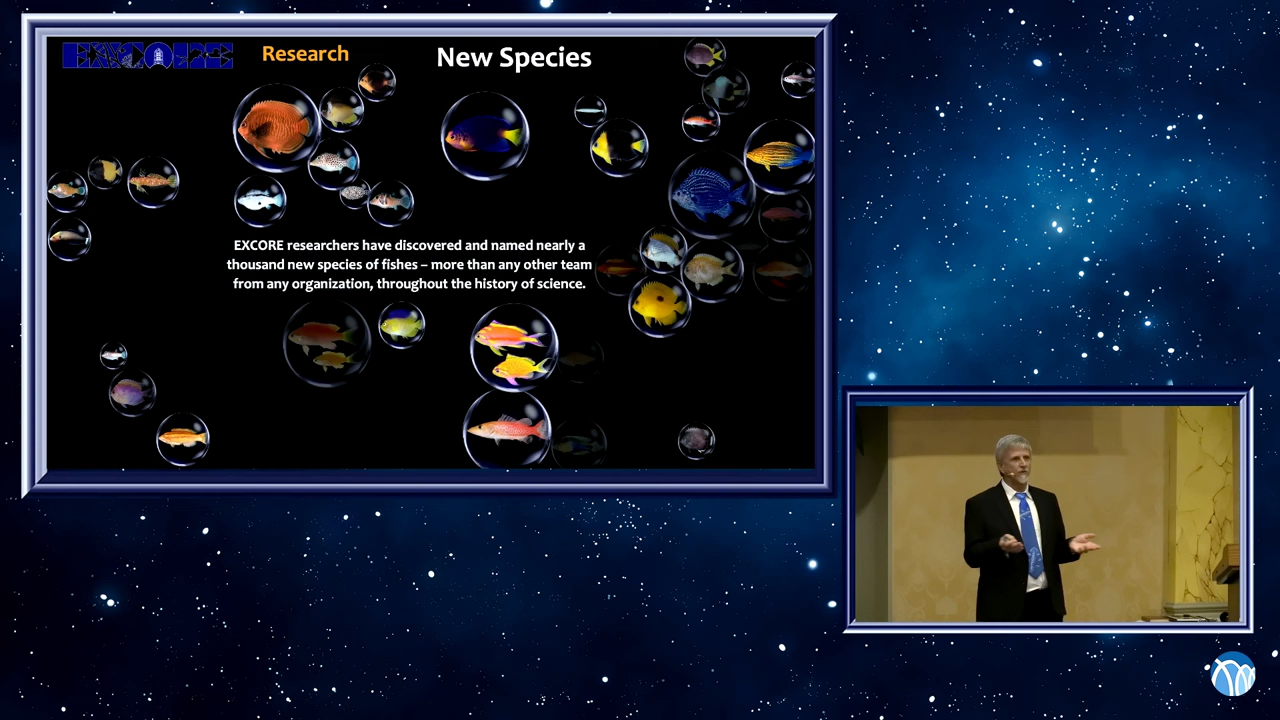 EXCORE
Research
New Species
EXCORE researchers have discovered and named nearly a
thousand new species of fishes – more than any other team
from any organization, throughout the history of science.